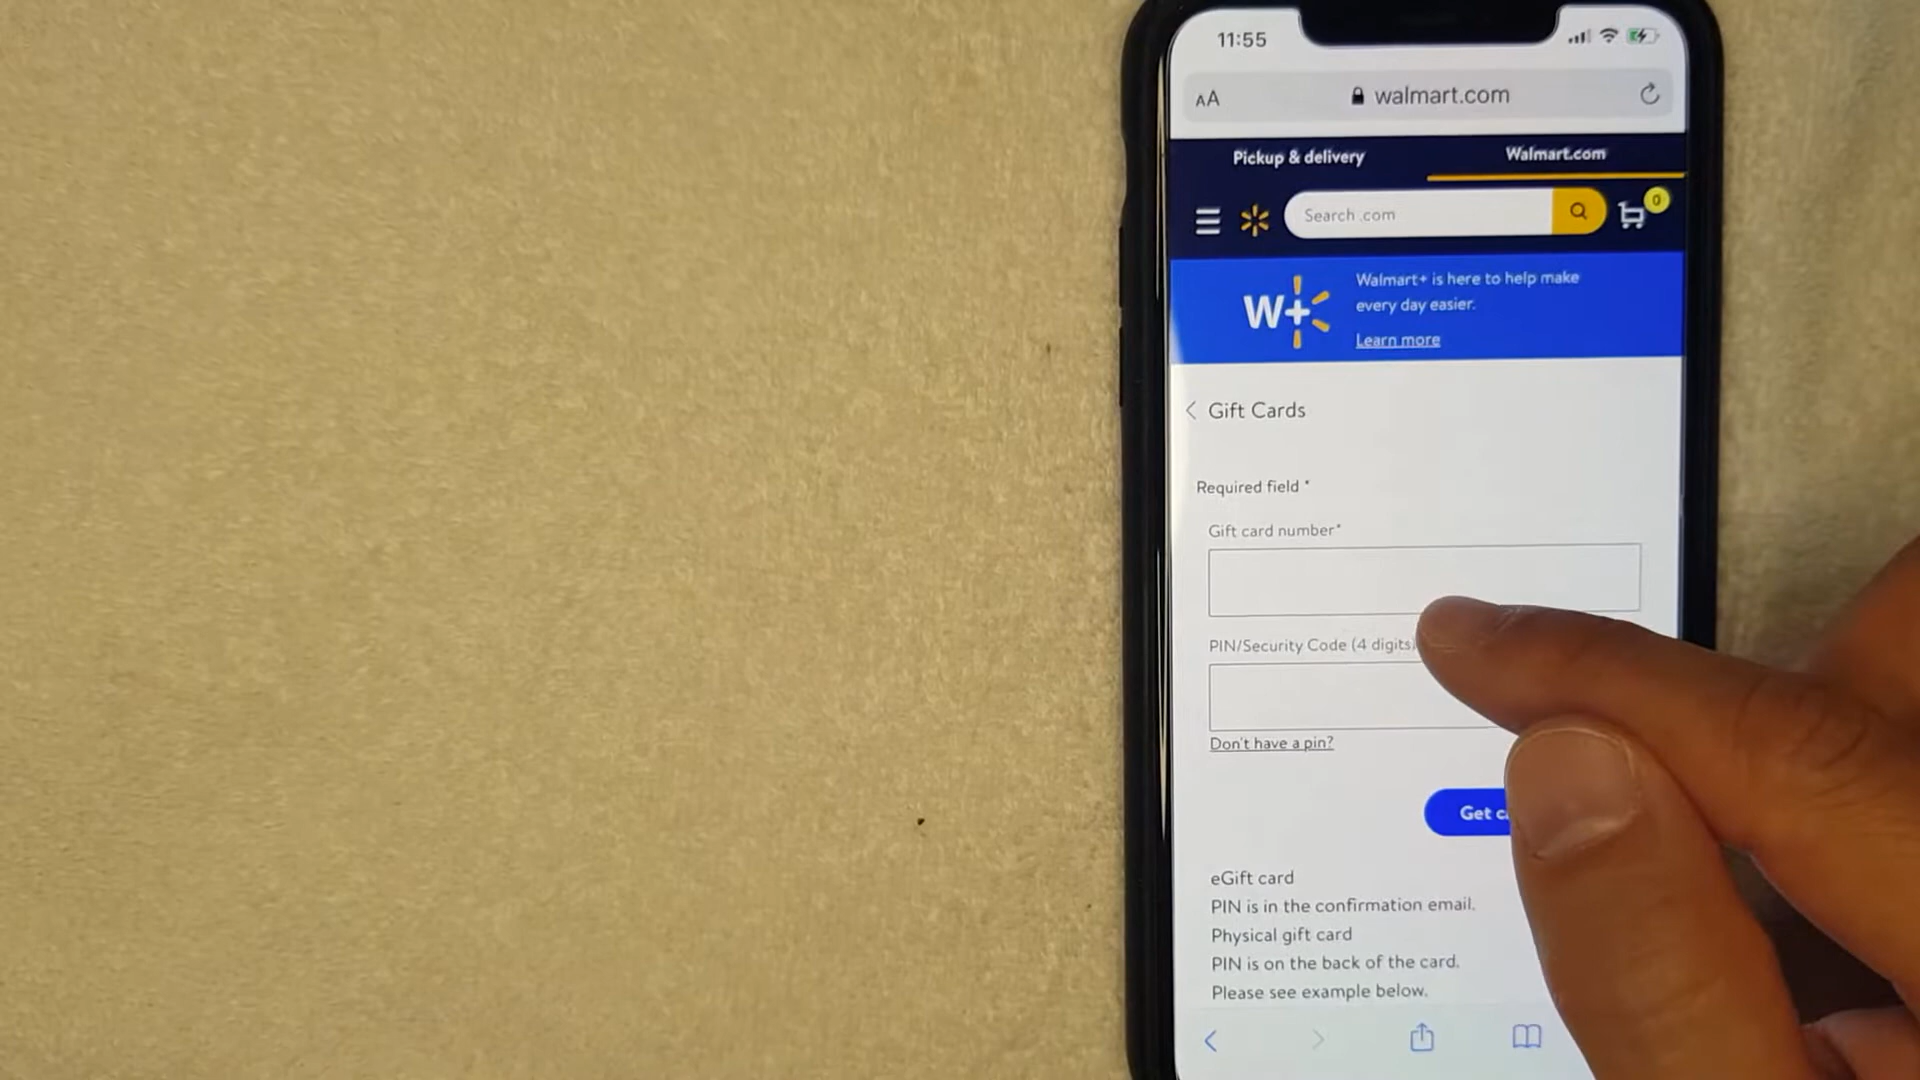 11:55
AA walmart.com
Pickup & delivery Walmart.com
Search .com
0
Walmart+ is here to help make
W+ every day easier.
Learn more
Gift Cards
Required field *
Gift card number*
PIN/Security Code (4 digits)
Don't have a pin?
Get
eGift card
PIN is in the confirmation email.
Physical gift card
PIN is on the back of the card.
Please see example below.